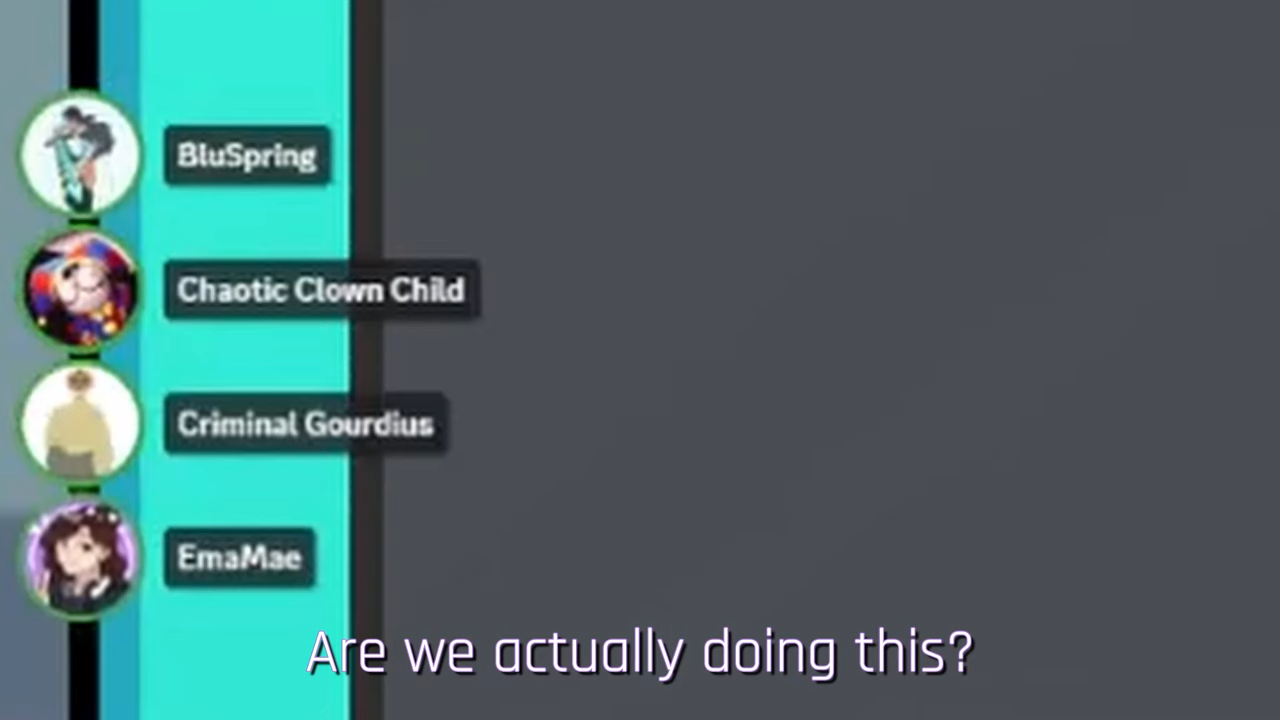 BluSpring
Chaotic Clown Child
Criminal Gourdius
EmaMae
Are we actually doing this?